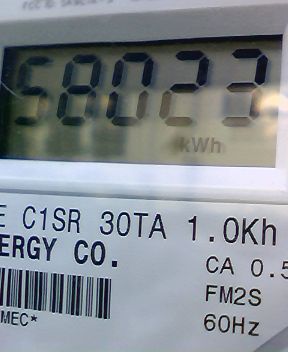 58023
kWh
E C1SR 30TA 1.0Kh
ERGY CO.
CA 0.5
FM2S
MEC*
60Hz